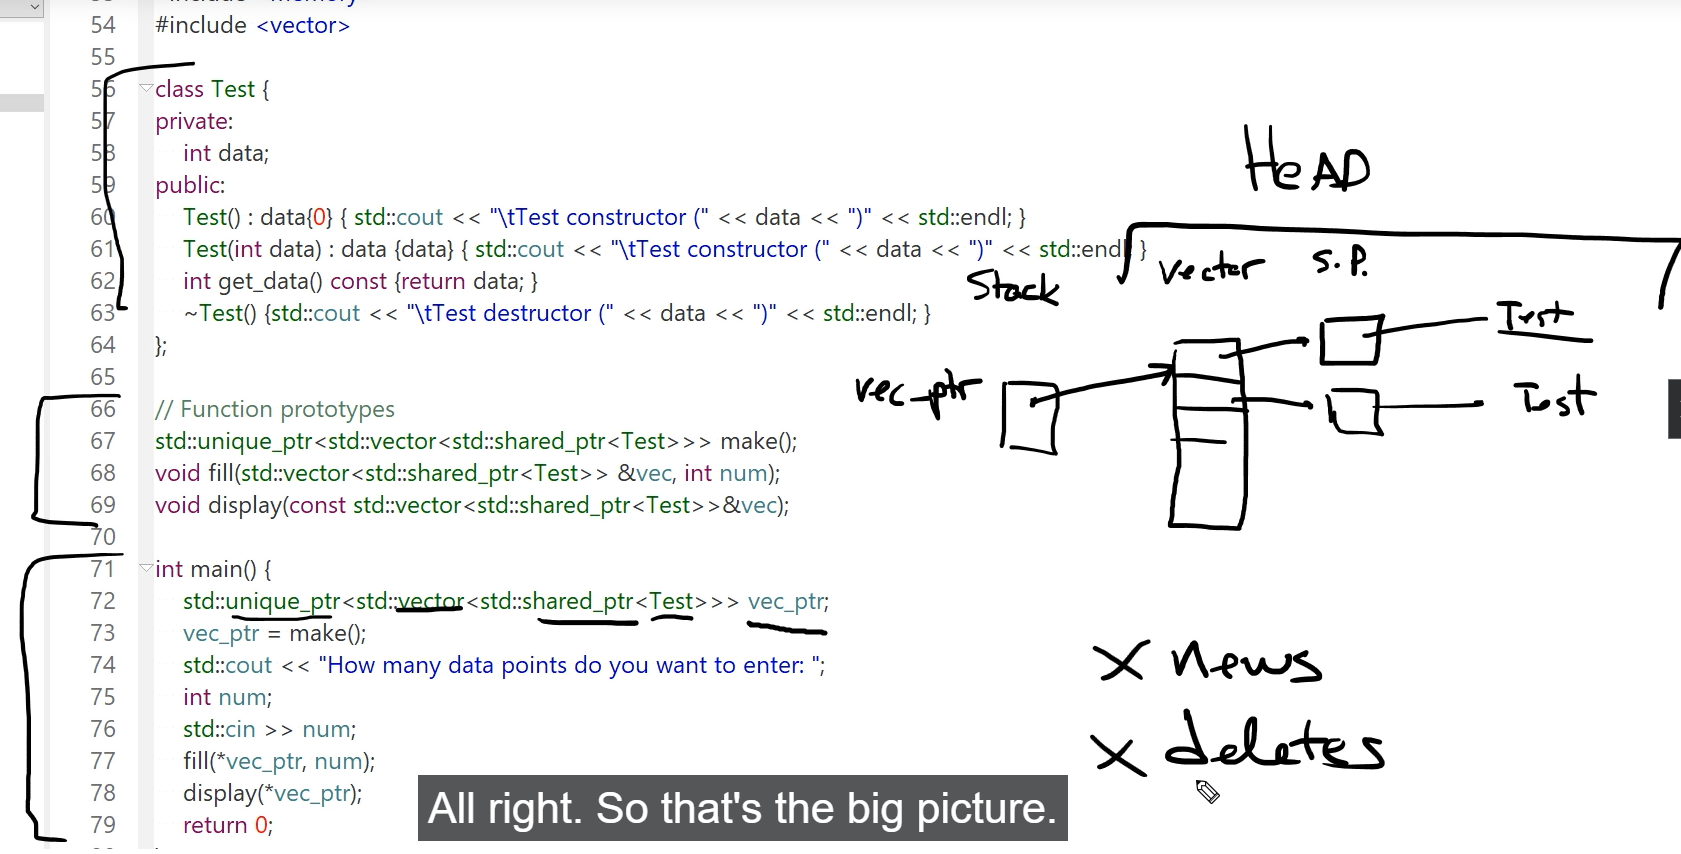 54 #include <vector>
55
56 class Test {
57 private:
58 int data;
59 public:
60 Test() : data{0} { std::cout << "\tTest constructor (" << data << ")" << std::endl; }
61 Test(int data) : data {data} { std::cout << "\tTest constructor (" << data << ")" << std::endl; }
62 int get_data() const {return data; }
63 ~Test() {std::cout << "\tTest destructor (" << data << ")" << std::endl; }
64 };
65
66 // Function prototypes
67 std::unique_ptr<std::vector<std::shared_ptr<Test>>> make();
68 void fill(std::vector<std::shared_ptr<Test>> &vec, int num);
69 void display(const std::vector<std::shared_ptr<Test>>&vec);
70
71 int main() {
72 std::unique_ptr<std::vector<std::shared_ptr<Test>>> vec_ptr;
73 vec_ptr = make();
74 std::cout << "How many data points do you want to enter: ";
75 int num;
76 std::cin >> num;
77 fill(*vec_ptr, num);
78 display(*vec_ptr);
79 return 0;
HeAD
Stack
vector
S.P.
vec_ptr
Test
Test
X news
X deletes
All right. So that's the big picture.